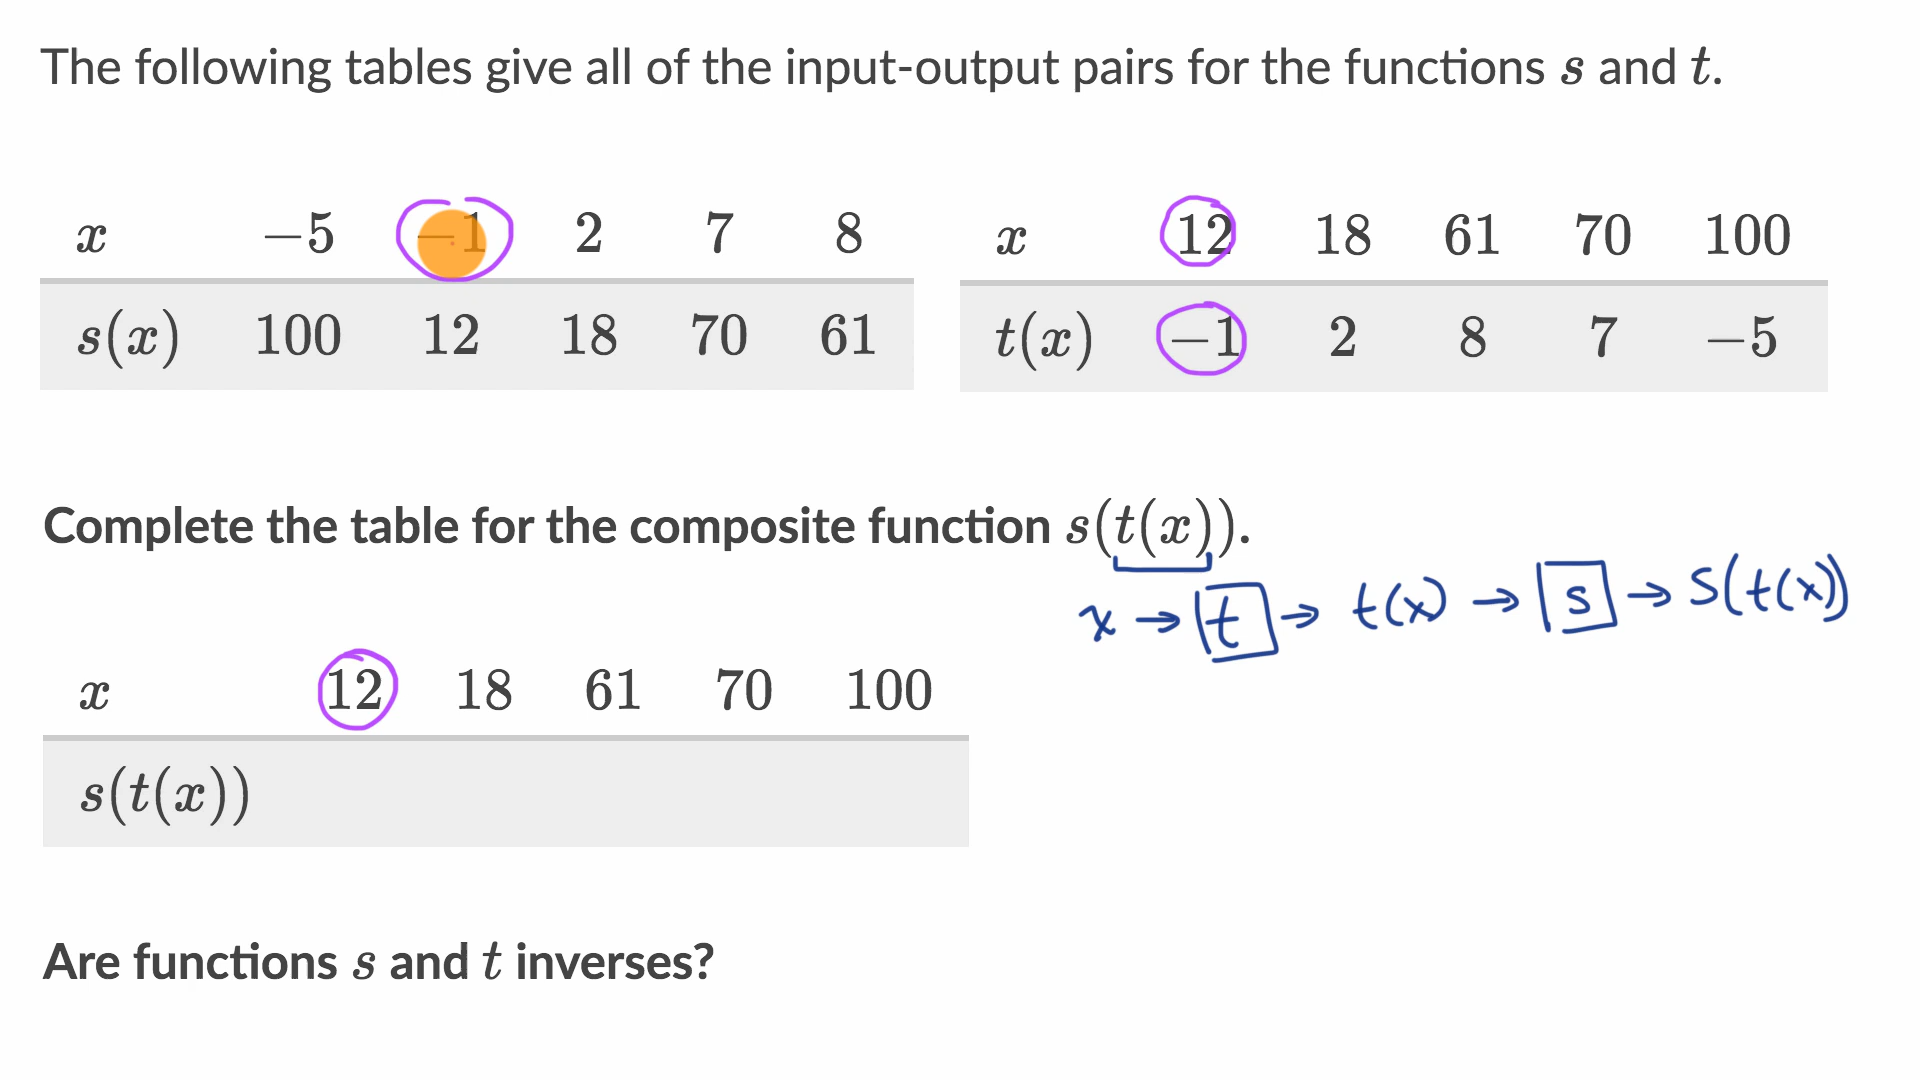 The following tables give all of the input-output pairs for the functions s and t.
x −5 −1 2 7 8
s(x) 100 12 18 70 61
x 12 18 61 70 100
t(x) −1 2 8 7 −5
Complete the table for the composite function s(t(x)).
x → t → t(x) → s → s(t(x))
x 12 18 61 70 100
s(t(x))
Are functions s and t inverses?